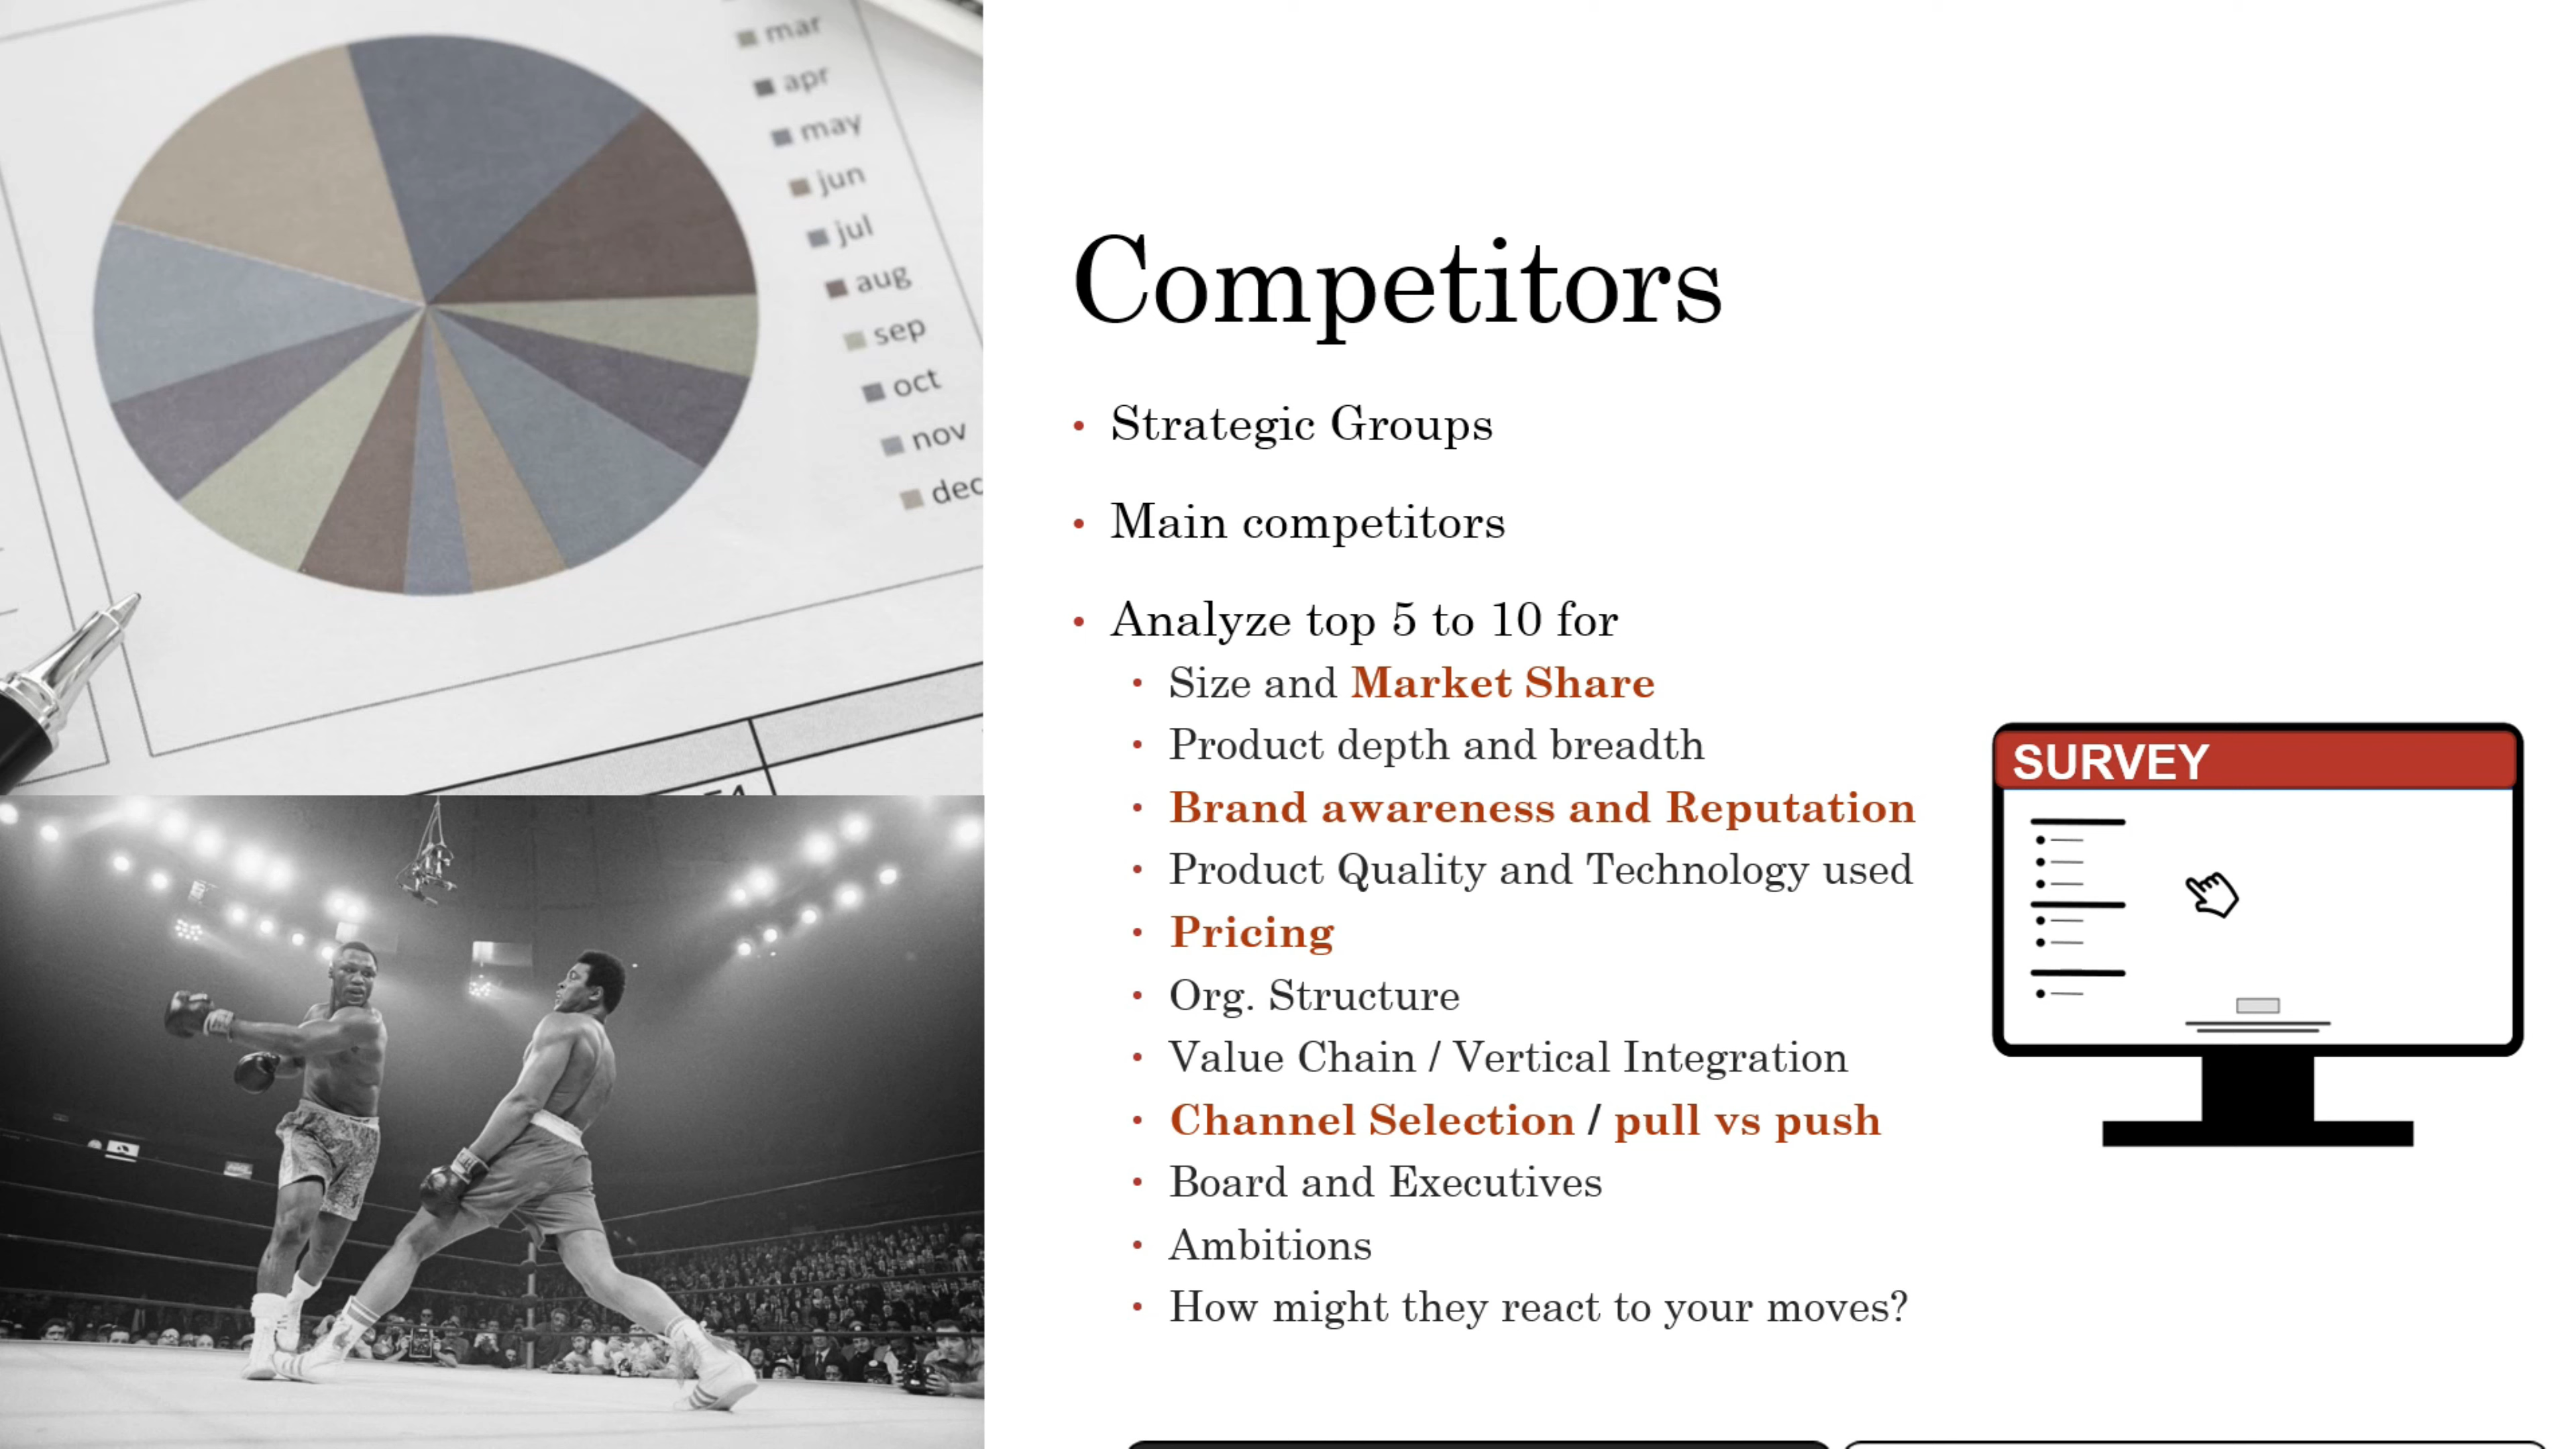 mar
apr
may
jun
jul
aug
sep
oct
nov
dec
Competitors
• Strategic Groups
• Main competitors
• Analyze top 5 to 10 for
• Size and Market Share
• Product depth and breadth
• Brand awareness and Reputation
• Product Quality and Technology used
• Pricing
• Org. Structure
• Value Chain / Vertical Integration
• Channel Selection / pull vs push
• Board and Executives
• Ambitions
• How might they react to your moves?
SURVEY